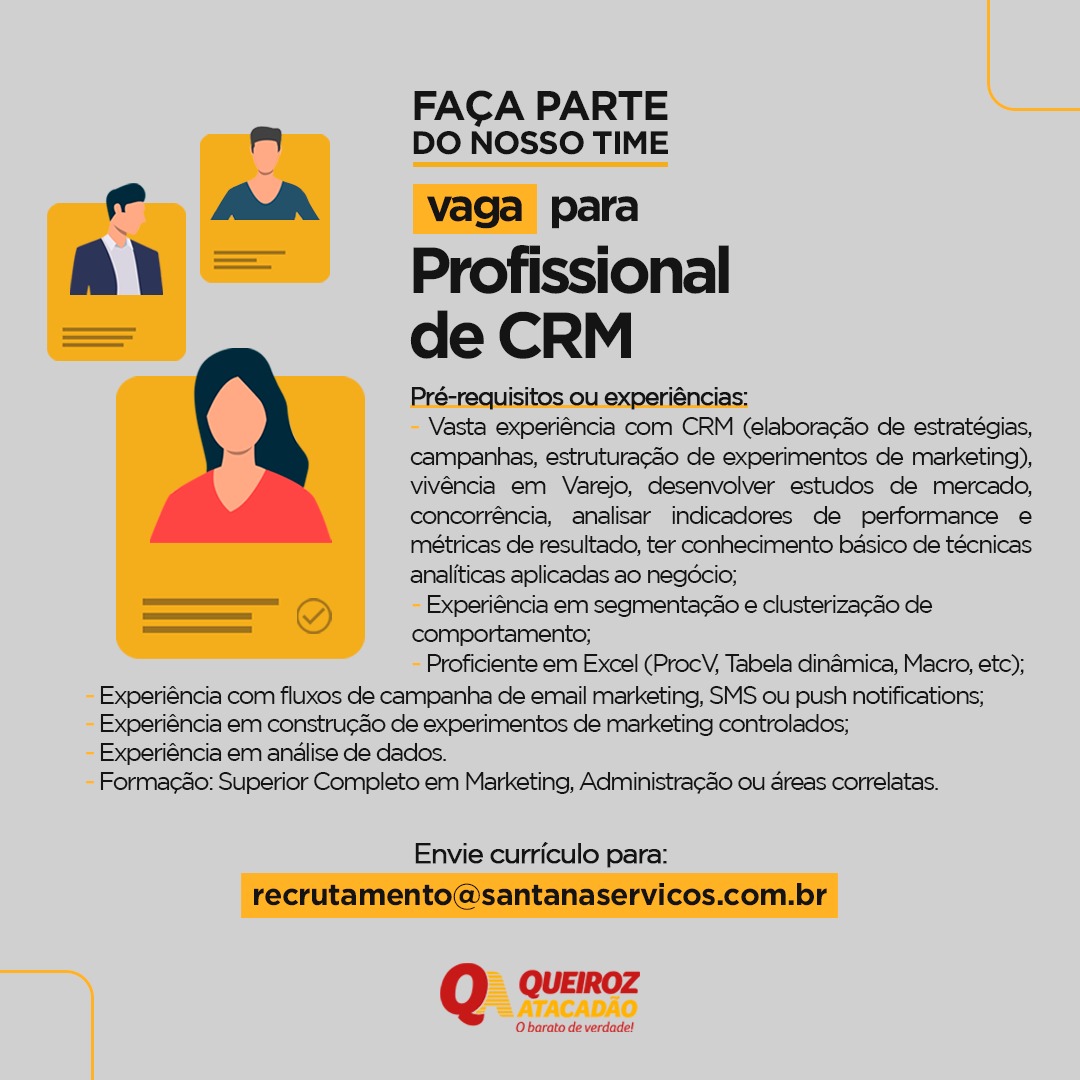 FAÇA PARTE
DO NOSSO TIME
vaga para
Profissional
de CRM
Pré-requisitos ou experiências:
- Vasta experiência com CRM (elaboração de estratégias,
campanhas, estruturação de experimentos de marketing),
vivência em Varejo, desenvolver estudos de mercado,
concorrência, analisar indicadores de performance e
métricas de resultado, ter conhecimento básico de técnicas
analíticas aplicadas ao negócio;
- Experiência em segmentação e clusterização de
comportamento;
- Proficiente em Excel (ProcV, Tabela dinâmica, Macro, etc);
- Experiência com fluxos de campanha de email marketing, SMS ou push notifications;
- Experiência em construção de experimentos de marketing controlados;
- Experiência em análise de dados.
- Formação: Superior Completo em Marketing, Administração ou áreas correlatas.
Envie currículo para:
recrutamento@santanaservicos.com.br
QA QUEIROZ
ATACADÃO
O barato de verdade!